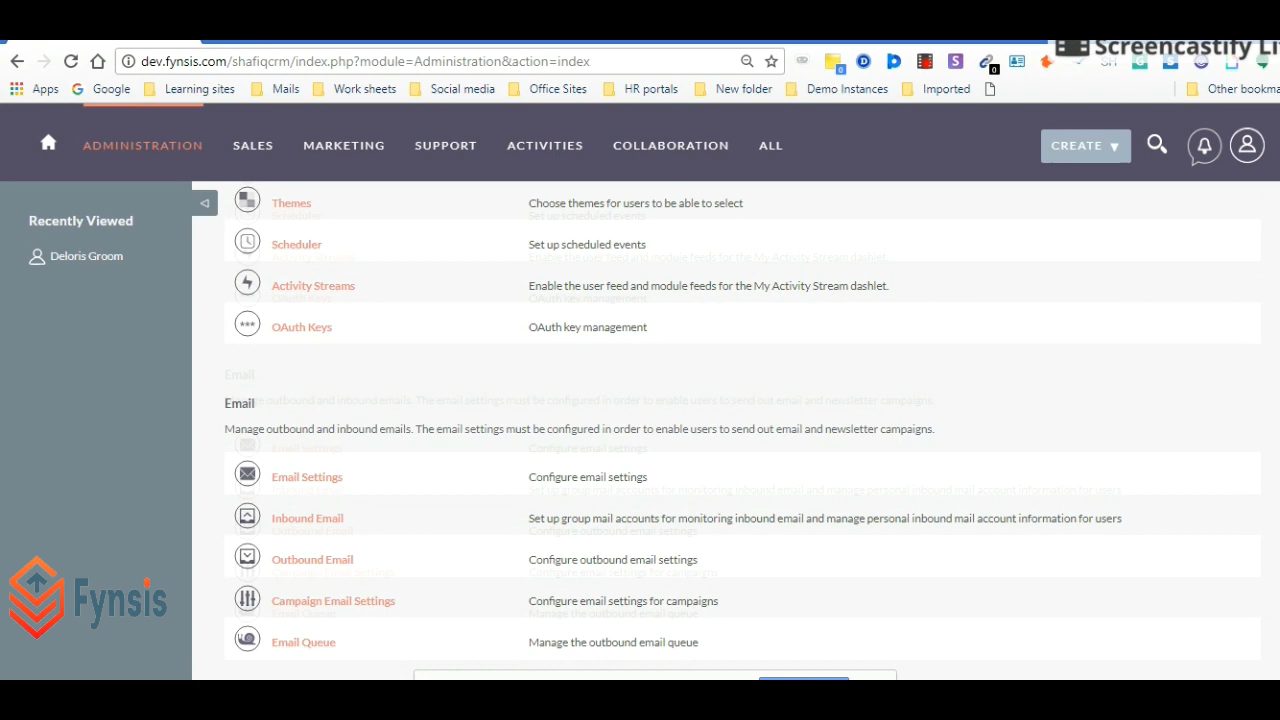 Screencastify Li
dev.fynsis.com/shafiqcrm/index.php?module=Administration&action=index
Apps Google Learning sites Mails Work sheets Social media Office Sites HR portals New folder Demo Instances Imported Other bookma
ADMINISTRATION SALES MARKETING SUPPORT ACTIVITIES COLLABORATION ALL CREATE
Recently Viewed
Deloris Groom
Themes Choose themes for users to be able to select
Scheduler Set up scheduled events
Activity Streams Enable the user feed and module feeds for the My Activity Stream dashlet.
OAuth Keys OAuth key management
Email
Manage outbound and inbound emails. The email settings must be configured in order to enable users to send out email and newsletter campaigns.
Email Settings Configure email settings
Inbound Email Set up group mail accounts for monitoring inbound email and manage personal inbound mail account information for users
Outbound Email Configure outbound email settings
Campaign Email Settings Configure email settings for campaigns
Email Queue Manage the outbound email queue
Fynsis